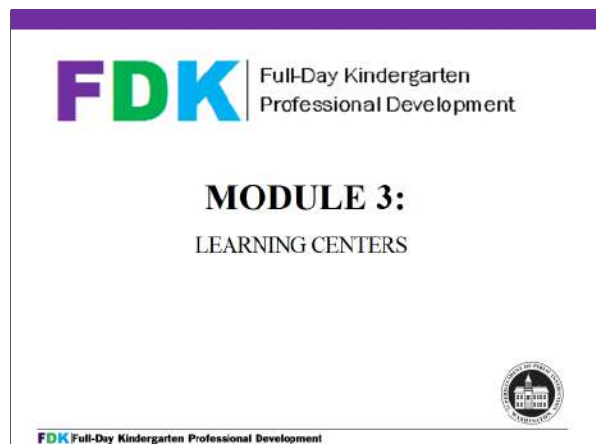 FDK
Full-Day Kindergarten
Professional Development
MODULE 3:
LEARNING CENTERS
FDK Full-Day Kindergarten Professional Development